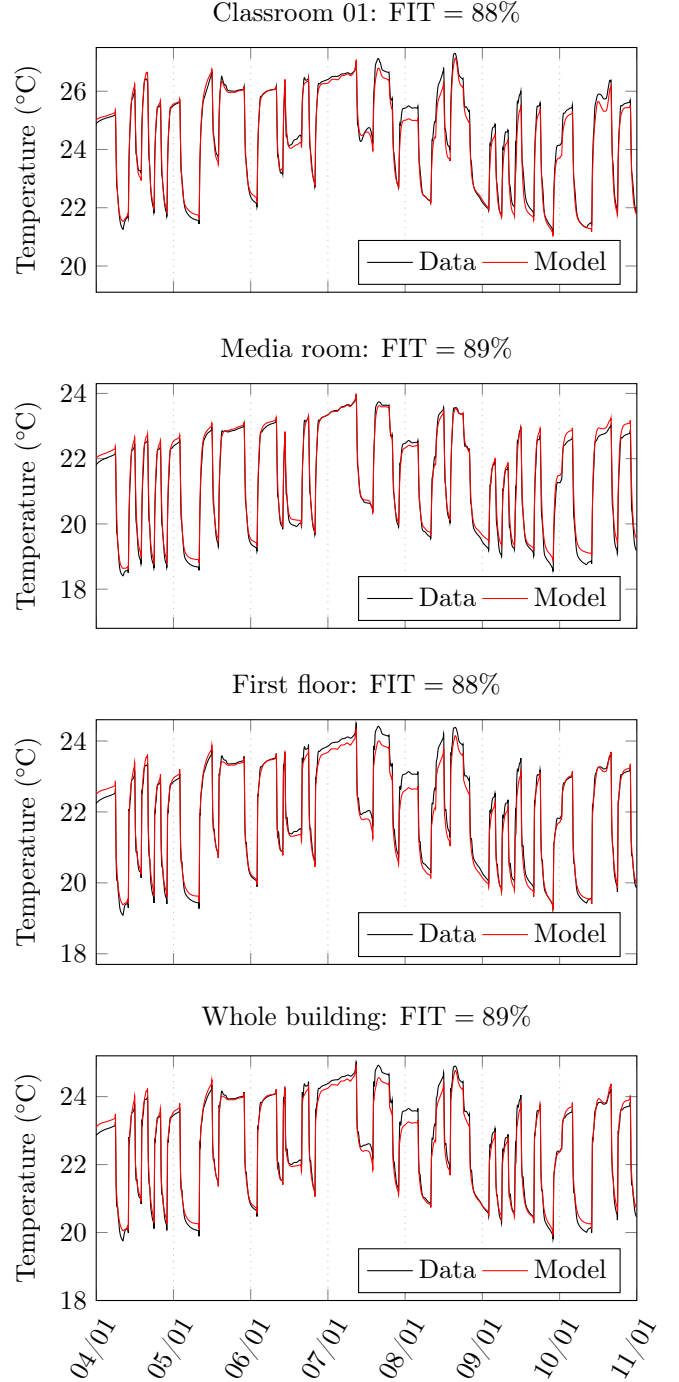 Classroom 01: FIT = 88%
Temperature (°C)
26
24
22
20
Data Model
Media room: FIT = 89%
Temperature (°C)
24
22
20
18
Data Model
First floor: FIT = 88%
Temperature (°C)
24
22
20
18
Data Model
Whole building: FIT = 89%
Temperature (°C)
24
22
20
18
Data Model
04/01 05/01 06/01 07/01 08/01 09/01 10/01 11/01